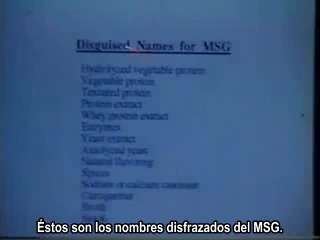 Disguised Names for MSG
Hydrolyzed vegetable protein
Vegetable protein
Textured protein
Protein extract
Whey protein extract
Enzymes
Yeast extract
Autolyzed yeast
Natural flavoring
Spices
Sodium or calcium caseinate
Carrageenan
Broth
Éstos son los nombres disfrazados del MSG.